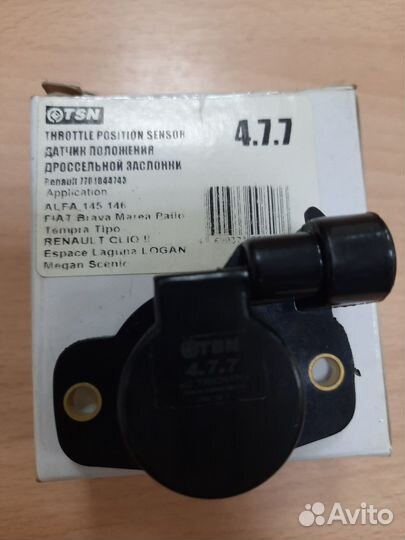 TSN
THROTTLE POSITION SENSOR
4.7.7
ДАТЧИК ПОЛОЖЕНИЯ
ДРОССЕЛЬНОЙ ЗАСЛОНКИ
Renault 7701044743
Application
ALFA 145 146
FIAT Brava Marea Palio
Tempra Tipo
RENAULT CLIO II
Espace Laguna LOGAN
Megan Scenic
TSN
4.7.7
Avito